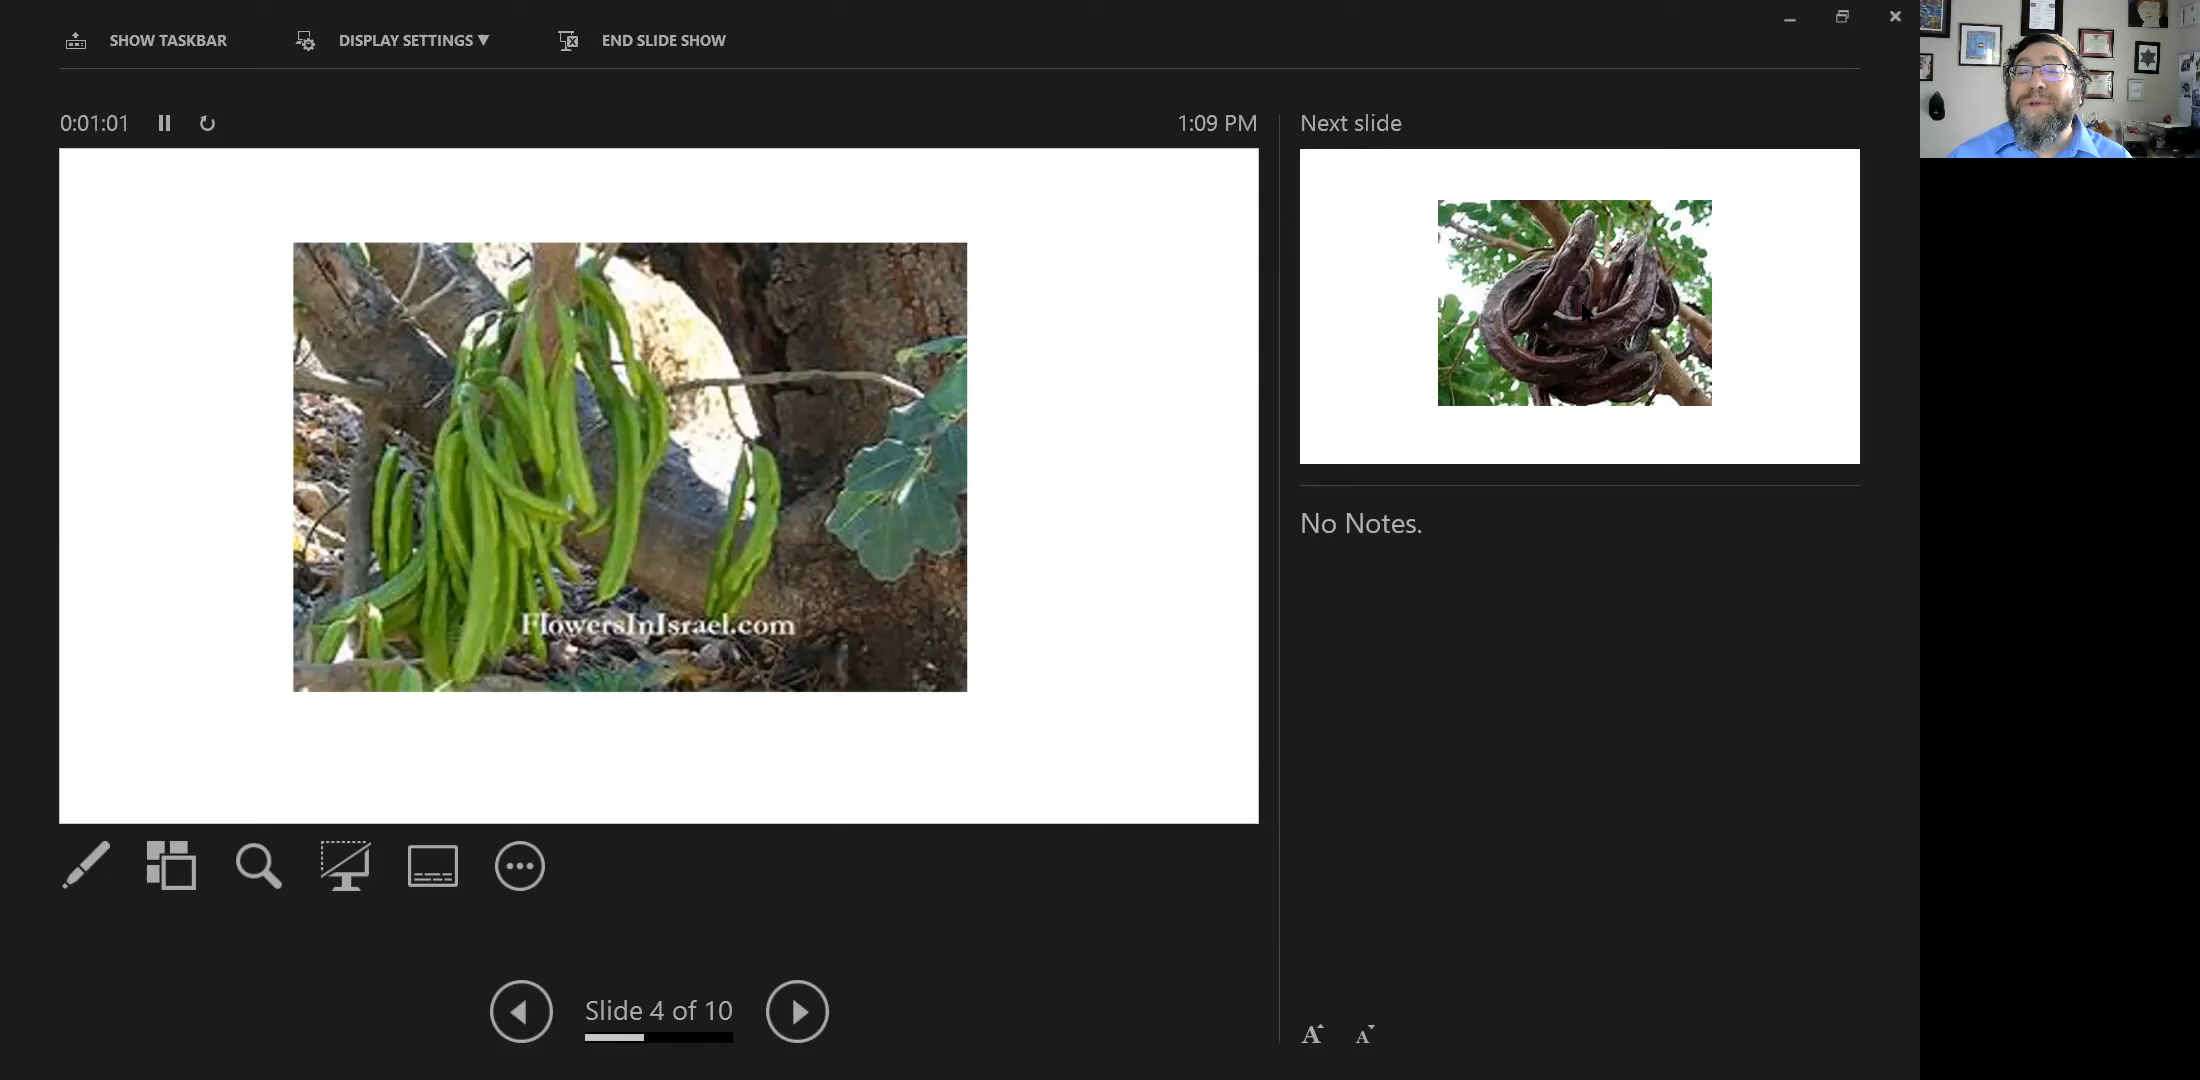 SHOW TASKBAR
DISPLAY SETTINGS ▼
END SLIDE SHOW
0:01:01
1:09 PM
Next slide
FlowersInIsrael.com
No Notes.
Slide 4 of 10
A A